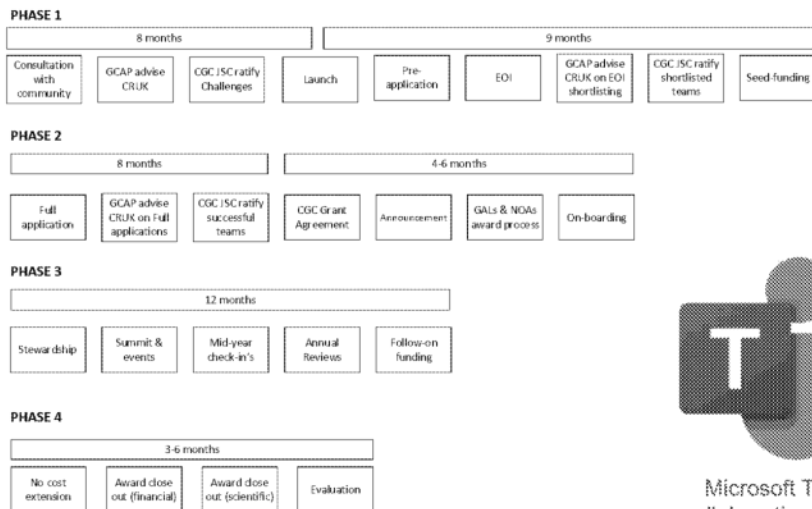 PHASE 1
8 months
9 months
Consultation
with
community
GCAP advise
CRUK
CGC JSC ratify
Challenges
Launch
Pre-
application
EOI
GCAP advise
CRUK on EOI
shortlisting
CGC JSC ratify
shortlisted
teams
Seed-funding
PHASE 2
8 months
4-6 months
Full
application
GCAP advise
CRUK on Full
applications
CGC JSC ratify
successful
teams
CGC Grant
Agreement
Announcement
GALs & NOAs
award process
On-boarding
PHASE 3
12 months
Stewardship
Summit &
events
Mid-year
check-in's
Annual
Reviews
Follow-on
funding
T
PHASE 4
3-6 months
No cost
extension
Award close
out (financial)
Award close
out (scientific)
Evaluation
Microsoft T